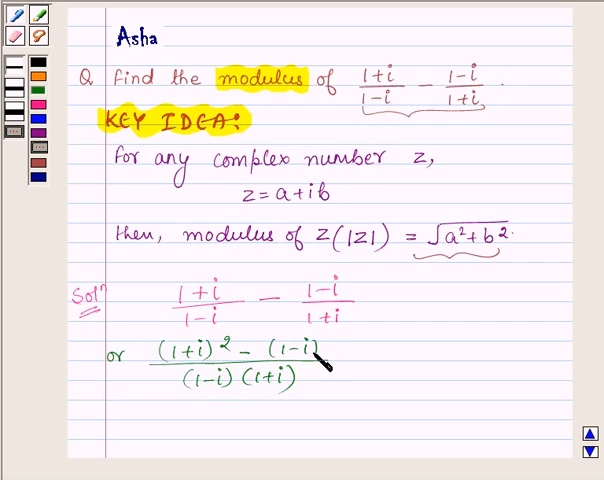 Asha
Q Find the modulus of (1+i)/(1-i) - (1-i)/(1+i).
KEY IDEA:
For any complex number z,
z = a + ib
then, modulus of z (|z|) = √(a² + b²).
Solⁿ (1+i)/(1-i) - (1-i)/(1+i)
or ((1+i)² - (1-i))/((1-i)(1+i))